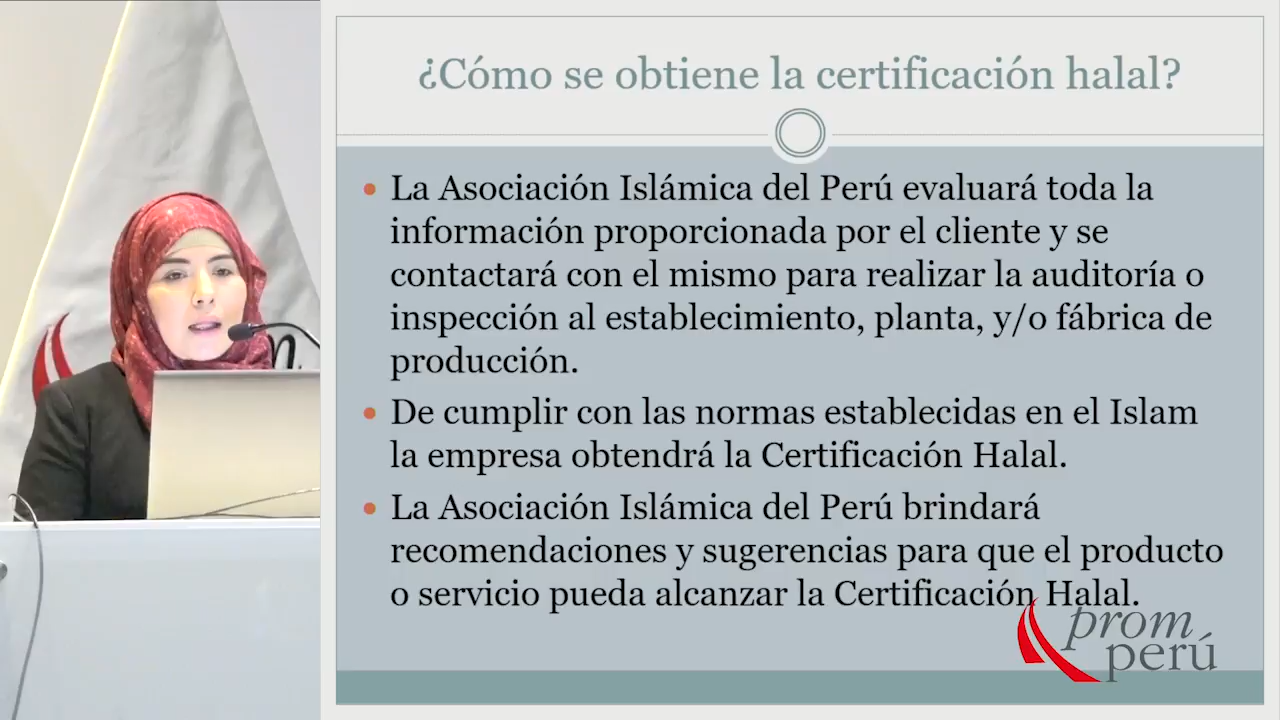 ¿Cómo se obtiene la certificación halal?
• La Asociación Islámica del Perú evaluará toda la
información proporcionada por el cliente y se
contactará con el mismo para realizar la auditoría o
inspección al establecimiento, planta, y/o fábrica de
producción.
• De cumplir con las normas establecidas en el Islam
la empresa obtendrá la Certificación Halal.
• La Asociación Islámica del Perú brindará
recomendaciones y sugerencias para que el producto
o servicio pueda alcanzar la Certificación Halal.
prom
perú